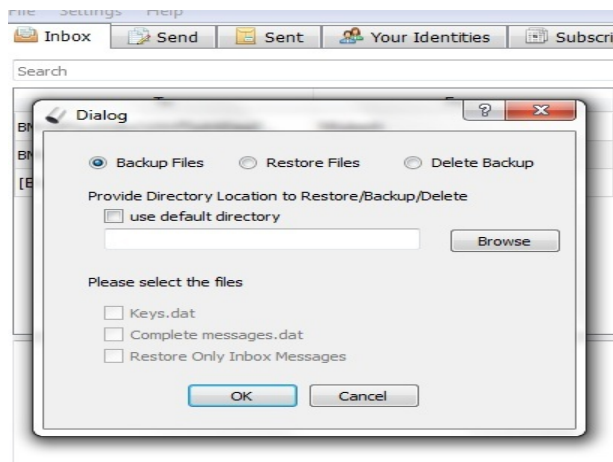 File Settings Help
Inbox Send Sent Your Identities Subscri
Search
BM
Dialog
BM
[B
Backup Files Restore Files Delete Backup
Provide Directory Location to Restore/Backup/Delete
use default directory
Browse
Please select the files
Keys.dat
Complete messages.dat
Restore Only Inbox Messages
OK Cancel